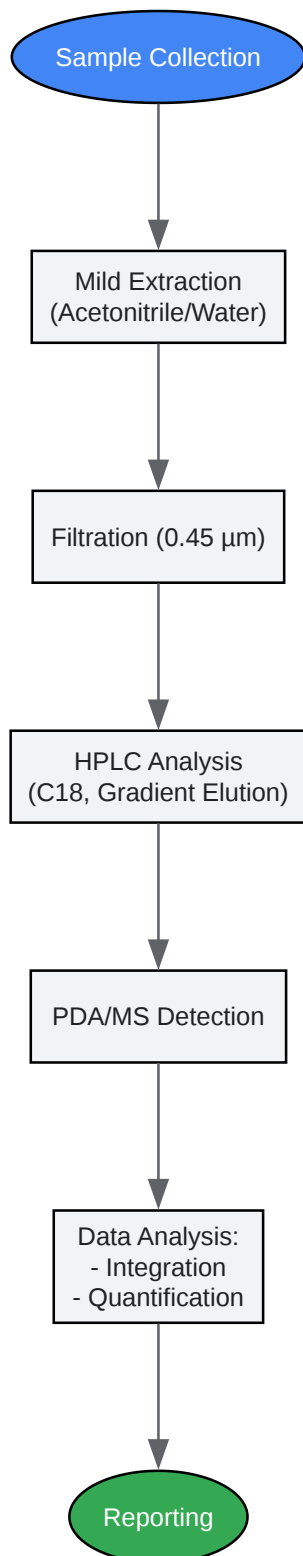 Sample Collection
Mild Extraction
(Acetonitrile/Water)
Filtration (0.45 µm)
HPLC Analysis
(C18, Gradient Elution)
PDA/MS Detection
Data Analysis:
- Integration
- Quantification
Reporting